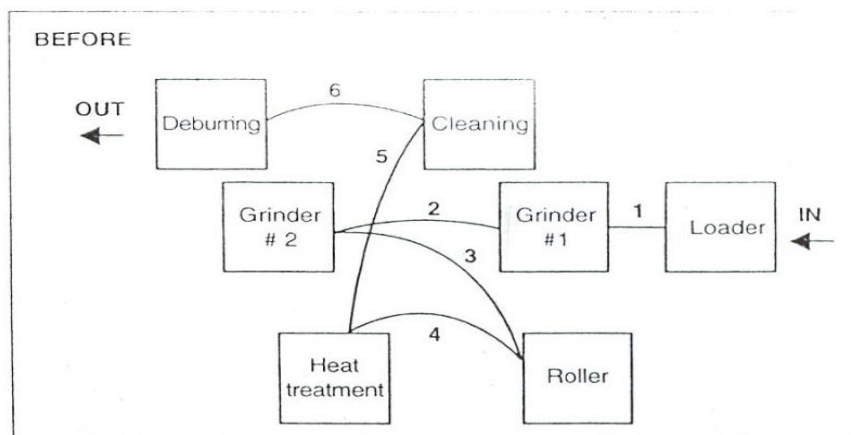 BEFORE
OUT
Deburring
6
Cleaning
5
Grinder
# 2
2
Grinder
#1
1
Loader
IN
3
4
Heat
treatment
Roller